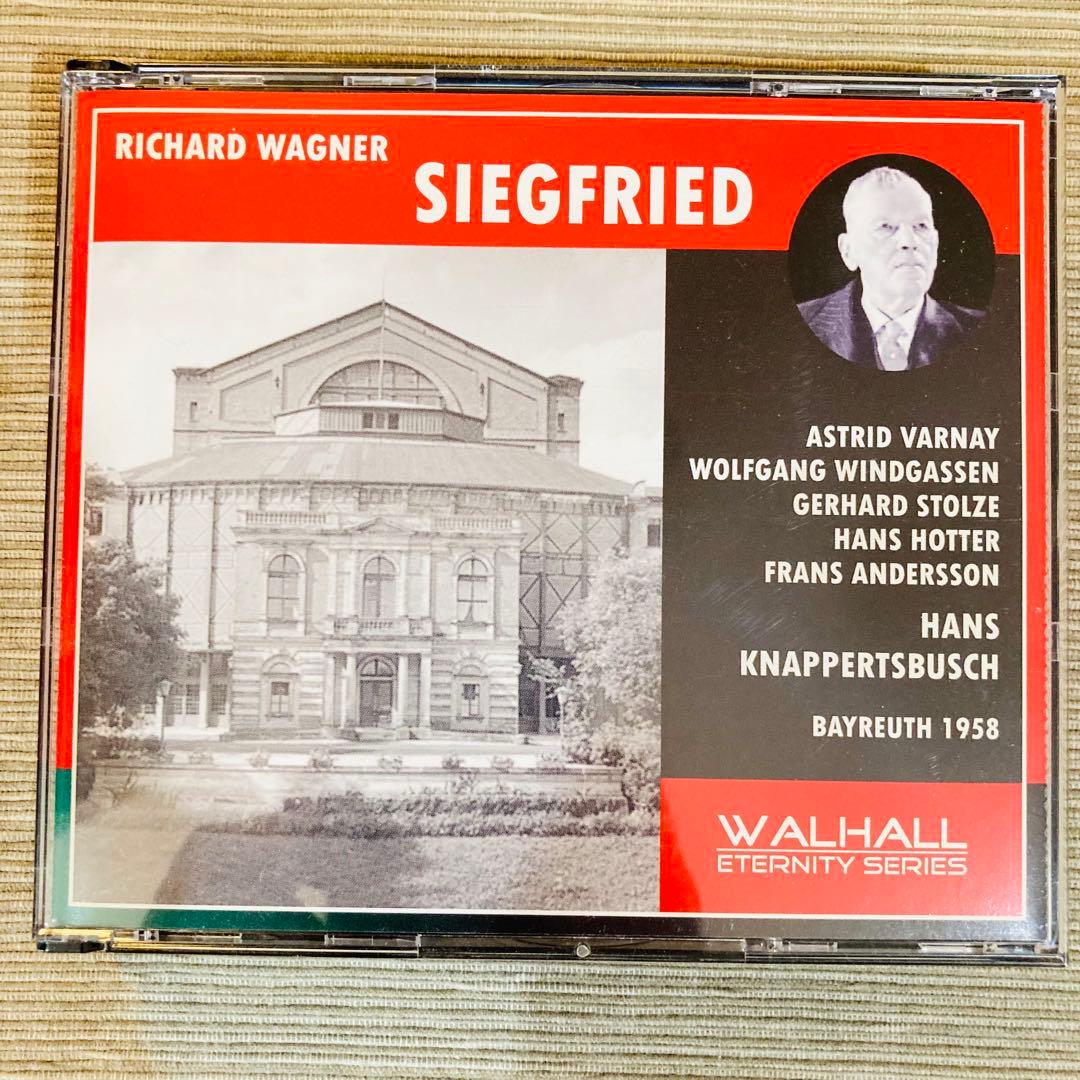 RICHARD WAGNER
SIEGFRIED
ASTRID VARNAY
WOLFGANG WINDGASSEN
GERHARD STOLZE
HANS HOTTER
FRANS ANDERSSON
HANS
KNAPPERTSBUSCH
BAYREUTH 1958
WALHALL
ETERNITY SERIES